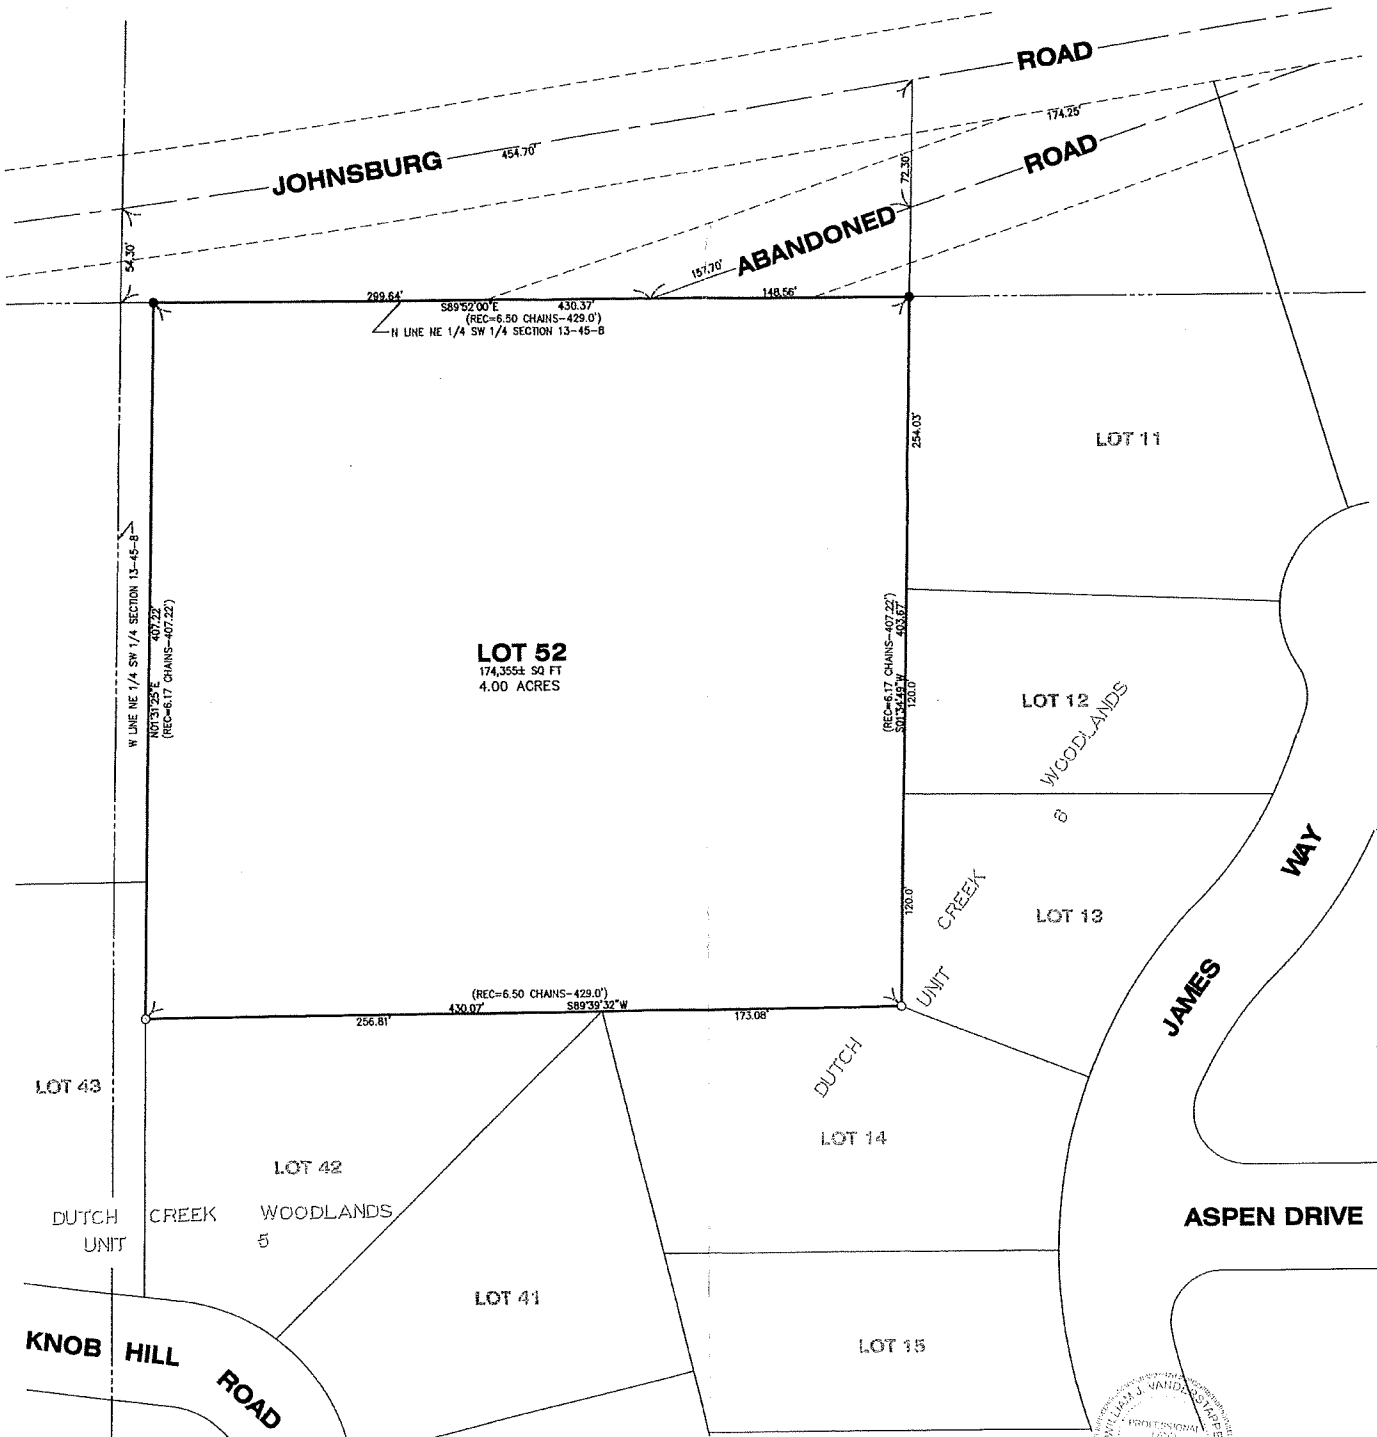 ROAD
174.25'
JOHNSBURG
454.70'
ROAD
72.30'
ABANDONED
54.30'
157.70'
299.64'
148.56'
S89°52'00"E 430.37'
(REC=6.50 CHAINS-429.0')
N LINE NE 1/4 SW 1/4 SECTION 13-45-8
254.03'
LOT 11
W LINE NE 1/4 SW 1/4 SECTION 13-45-8
N01°31'25"E 407.22'
(REC=6.17 CHAINS-407.22')
LOT 52
174,355± SQ FT
4.00 ACRES
(REC=6.17 CHAINS-407.22')
S01°34'49"W 403.67'
120.0'
LOT 12
WOODLANDS
8
WAY
120.0'
CREEK
LOT 13
UNIT
JAMES
(REC=6.50 CHAINS-429.0')
430.07' S89°39'32"W
256.81'
173.08'
DUTCH
LOT 43
LOT 14
LOT 42
DUTCH CREEK WOODLANDS
UNIT 5
ASPEN DRIVE
LOT 41
LOT 15
KNOB HILL
ROAD
WILLIAM J. VANDERSTAPPE
PROFESSIONAL